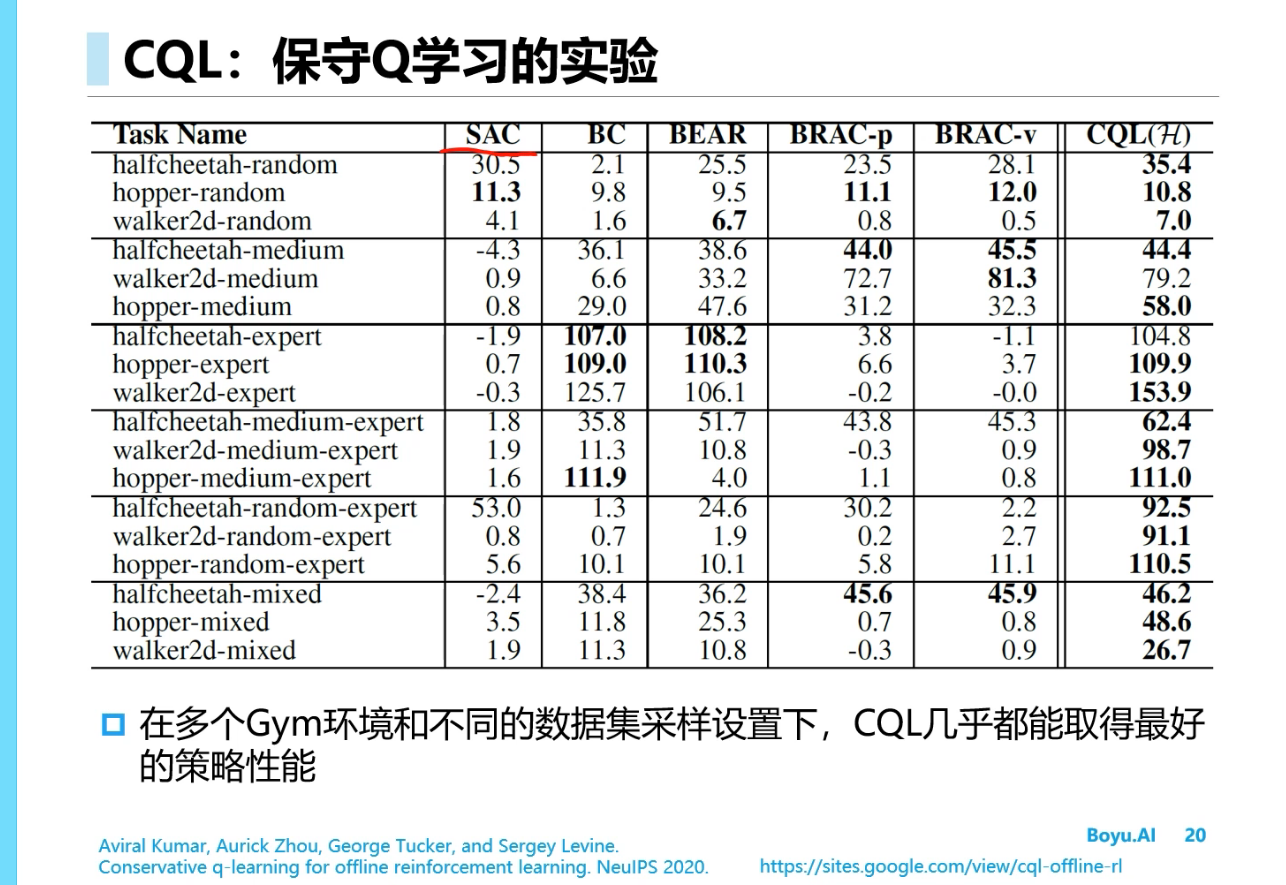 CQL：保守Q学习的实验
Task Name SAC BC BEAR BRAC-p BRAC-v CQL(ℋ)
halfcheetah-random 30.5 2.1 25.5 23.5 28.1 35.4
hopper-random 11.3 9.8 9.5 11.1 12.0 10.8
walker2d-random 4.1 1.6 6.7 0.8 0.5 7.0
halfcheetah-medium -4.3 36.1 38.6 44.0 45.5 44.4
walker2d-medium 0.9 6.6 33.2 72.7 81.3 79.2
hopper-medium 0.8 29.0 47.6 31.2 32.3 58.0
halfcheetah-expert -1.9 107.0 108.2 3.8 -1.1 104.8
hopper-expert 0.7 109.0 110.3 6.6 3.7 109.9
walker2d-expert -0.3 125.7 106.1 -0.2 -0.0 153.9
halfcheetah-medium-expert 1.8 35.8 51.7 43.8 45.3 62.4
walker2d-medium-expert 1.9 11.3 10.8 -0.3 0.9 98.7
hopper-medium-expert 1.6 111.9 4.0 1.1 0.8 111.0
halfcheetah-random-expert 53.0 1.3 24.6 30.2 2.2 92.5
walker2d-random-expert 0.8 0.7 1.9 0.2 2.7 91.1
hopper-random-expert 5.6 10.1 10.1 5.8 11.1 110.5
halfcheetah-mixed -2.4 38.4 36.2 45.6 45.9 46.2
hopper-mixed 3.5 11.8 25.3 0.7 0.8 48.6
walker2d-mixed 1.9 11.3 10.8 -0.3 0.9 26.7
在多个Gym环境和不同的数据集采样设置下，CQL几乎都能取得最好
的策略性能
Aviral Kumar, Aurick Zhou, George Tucker, and Sergey Levine.
Conservative q-learning for offline reinforcement learning. NeuIPS 2020.
https://sites.google.com/view/cql-offline-rl
Boyu.AI 20